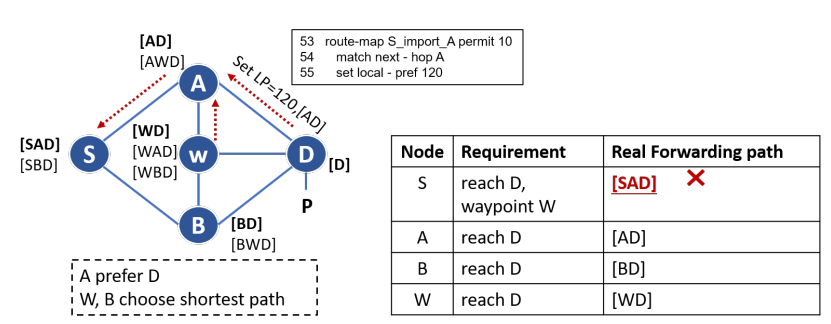 [AD]
[AWD]
53 route-map S_import_A permit 10
54 match next - hop A
55 set local - pref 120
Set LP=120,[AD]
A
[SAD]
[SBD]
S
[WD]
[WAD]
[WBD]
w
D
[D]
P
B
[BD]
[BWD]
A prefer D
W, B choose shortest path
Node Requirement Real Forwarding path
S reach D, [SAD]
waypoint W
A reach D [AD]
B reach D [BD]
W reach D [WD]